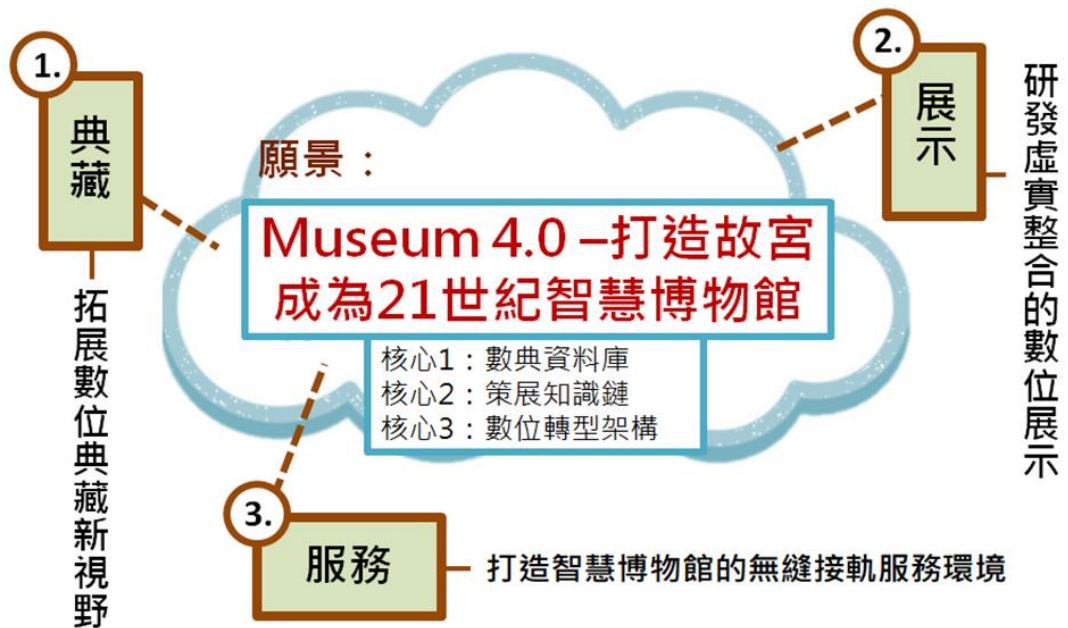 1.
典藏
拓展數位典藏新視野
2.
展示
研發虛實整合的數位展示
願景：
Museum 4.0 –打造故宮
成為21世紀智慧博物館
核心1：數典資料庫
核心2：策展知識鏈
核心3：數位轉型架構
3.
服務
打造智慧博物館的無縫接軌服務環境